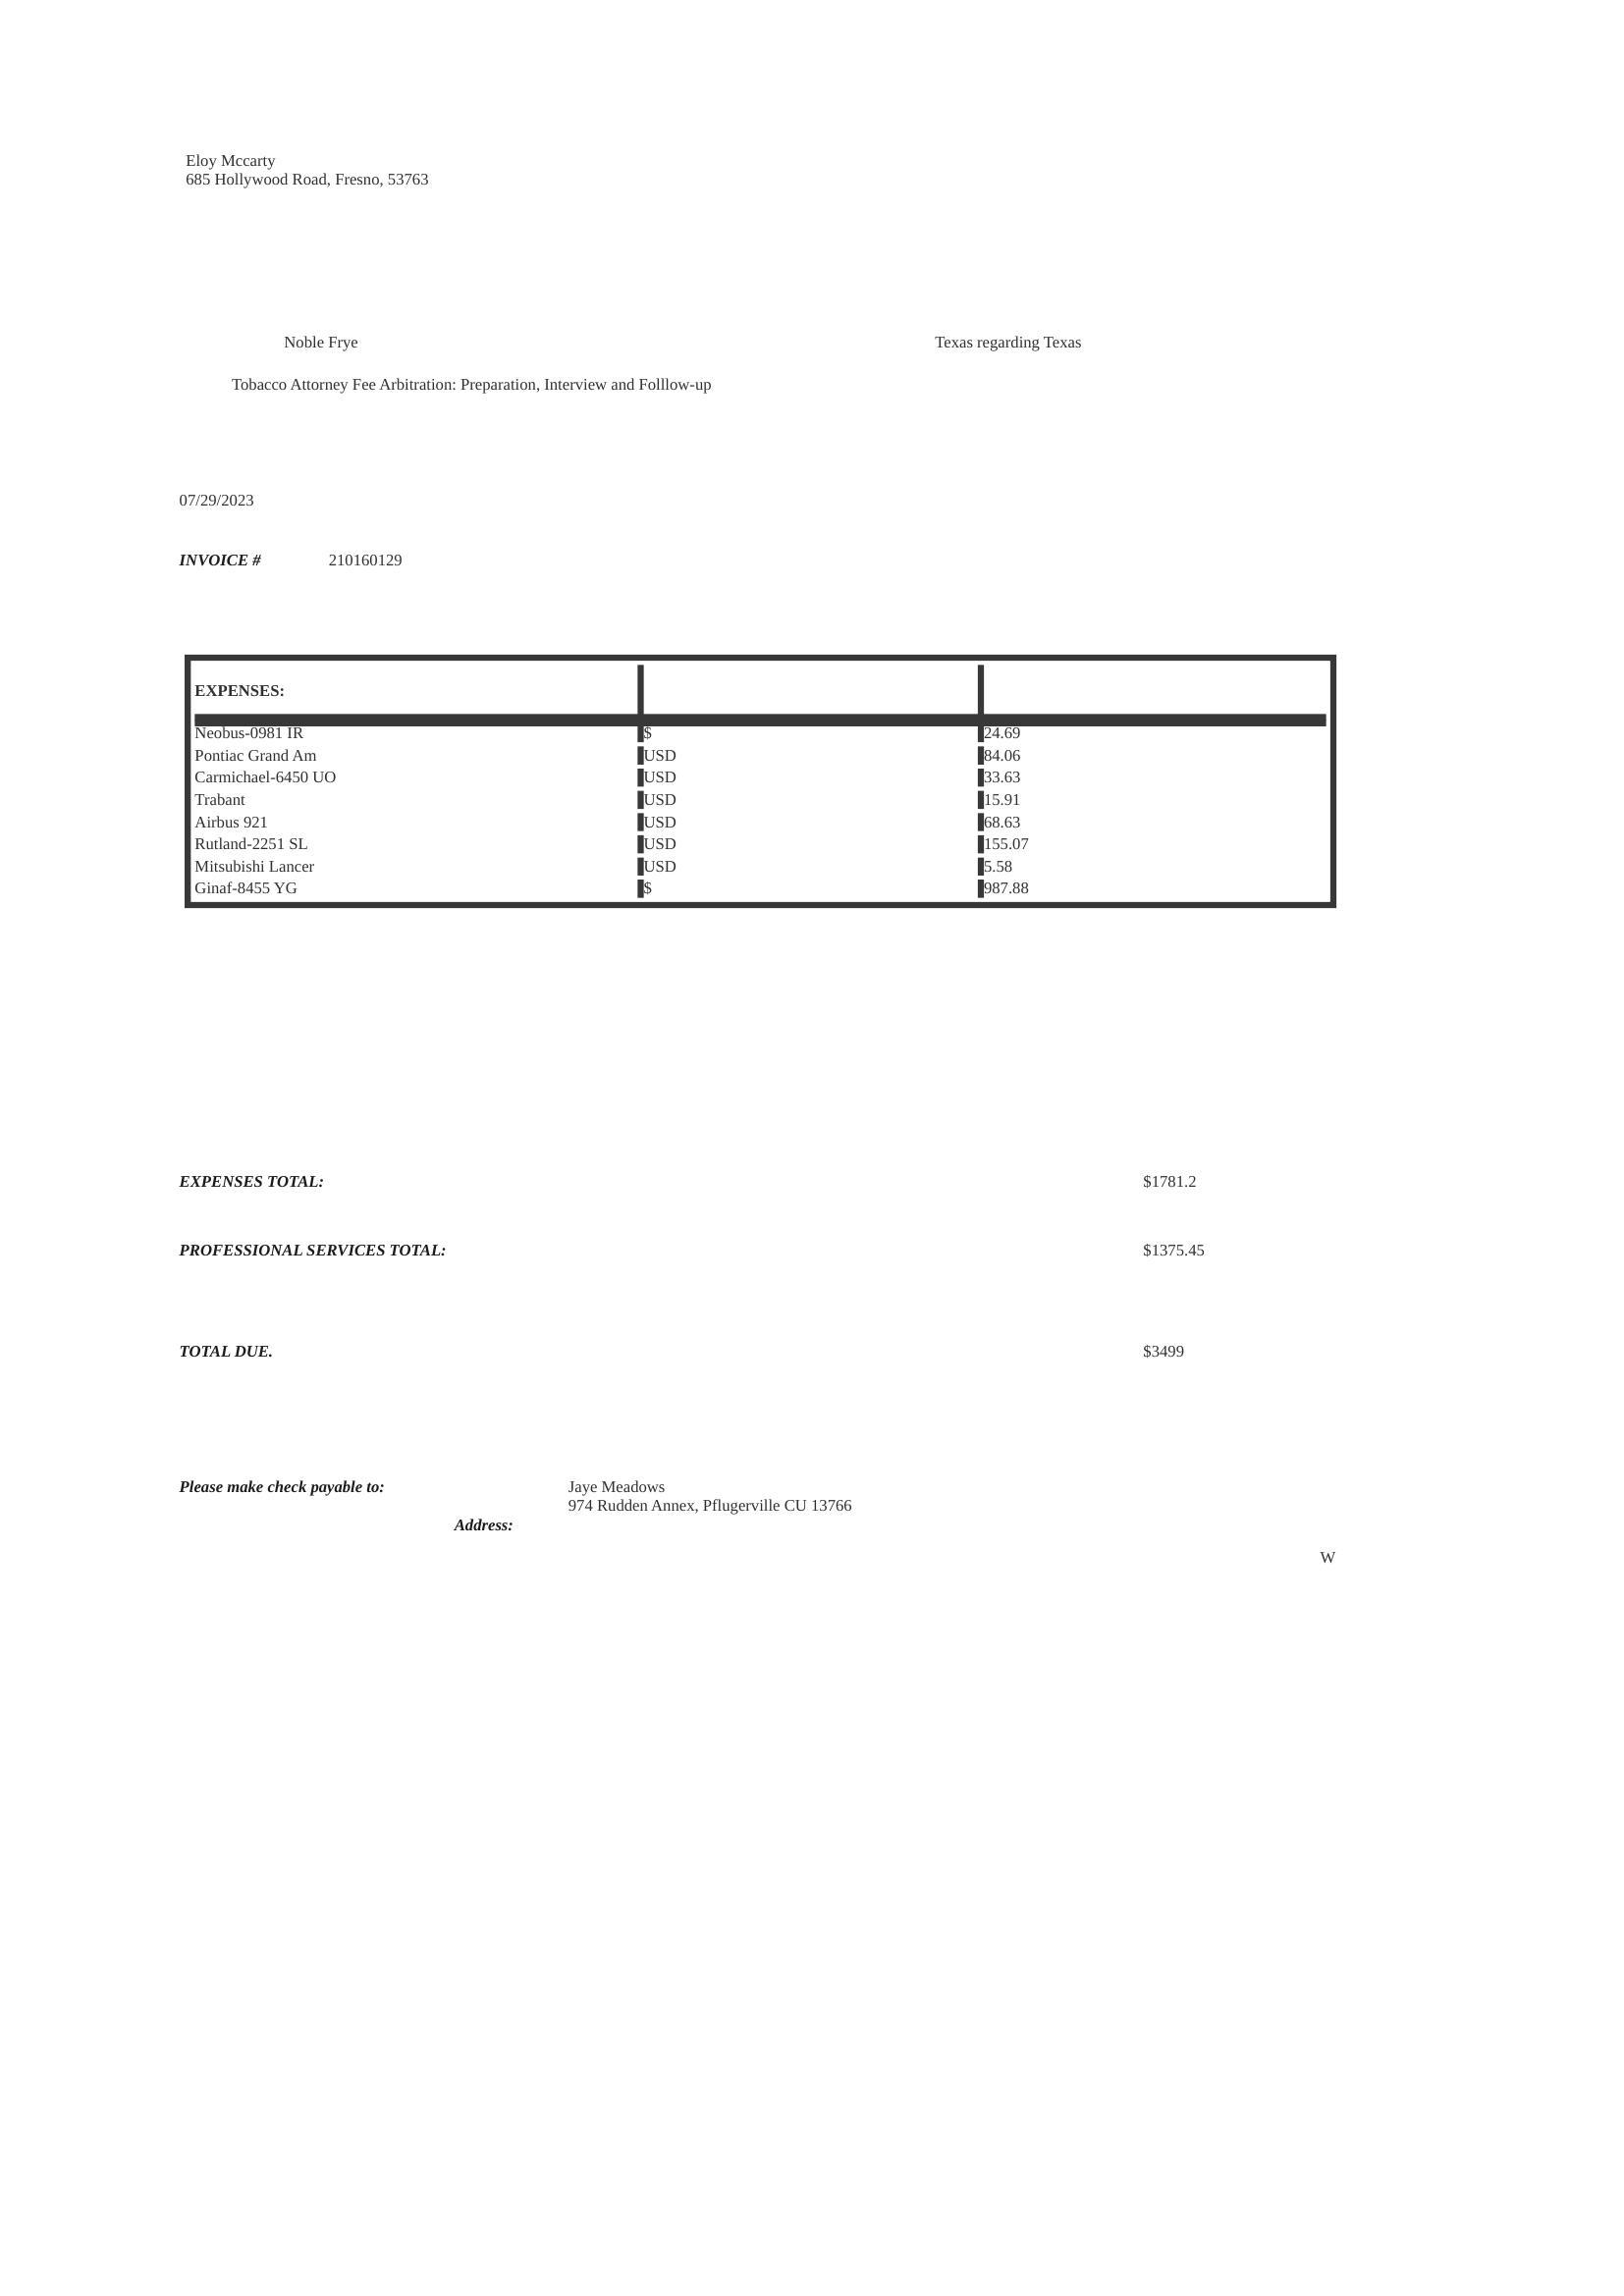 Eloy Mccarty
685 Hollywood Road, Fresno, 53763
Noble Frye Texas regarding Texas
Tobacco Attorney Fee Arbitration: Preparation, Interview and Folllow-up
07/29/2023
INVOICE # 210160129
EXPENSES:
Neobus-0981 IR $ 24.69
Pontiac Grand Am USD 84.06
Carmichael-6450 UO USD 33.63
Trabant USD 15.91
Airbus 921 USD 68.63
Rutland-2251 SL USD 155.07
Mitsubishi Lancer USD 5.58
Ginaf-8455 YG $ 987.88
EXPENSES TOTAL: $1781.2
PROFESSIONAL SERVICES TOTAL: $1375.45
TOTAL DUE. $3499
Please make check payable to: Jaye Meadows
974 Rudden Annex, Pflugerville CU 13766
Address:
W